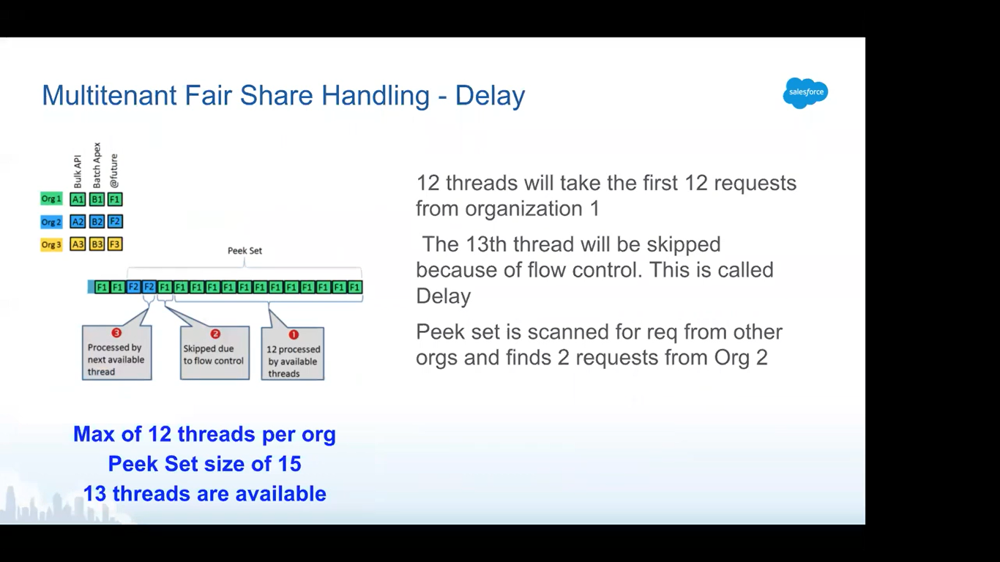 Multitenant Fair Share Handling - Delay
salesforce
Bulk API
Batch Apex
@future
Org 1 A1 B1 F1
Org 2 A2 B2 F2
Org 3 A3 B3 F3
Peek Set
F1 F1 F2 F2 F1 F1 F1 F1 F1 F1 F1 F1 F1 F1 F1 F1 F1
3
Processed by
next available
thread
2
Skipped due
to flow control
1
12 processed
by available
threads
Max of 12 threads per org
Peek Set size of 15
13 threads are available
12 threads will take the first 12 requests
from organization 1
The 13th thread will be skipped
because of flow control. This is called
Delay
Peek set is scanned for req from other
orgs and finds 2 requests from Org 2